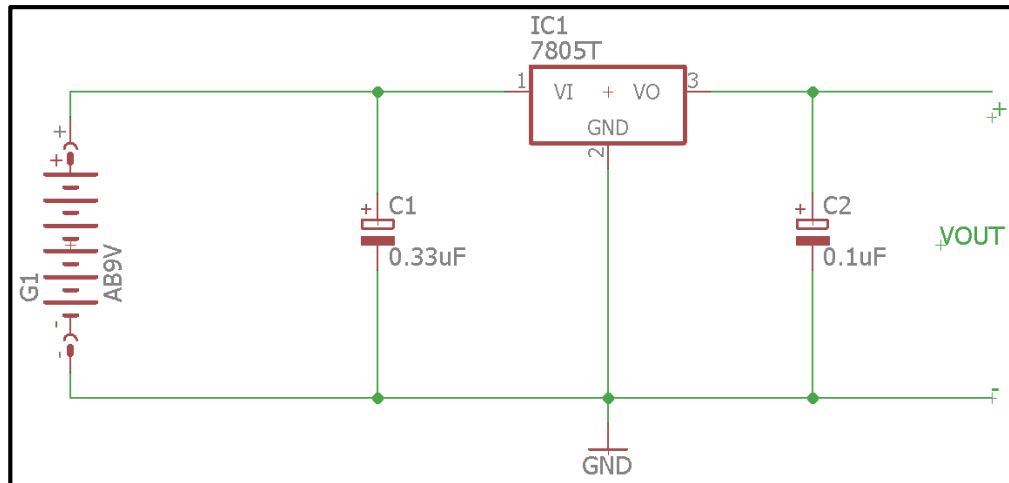 IC1
7805T
1
VI
VO
3
GND
2
+
+
+
C1
0.33uF
+
C2
0.1uF
+
VOUT
G1
AB9V
-
-
-
GND